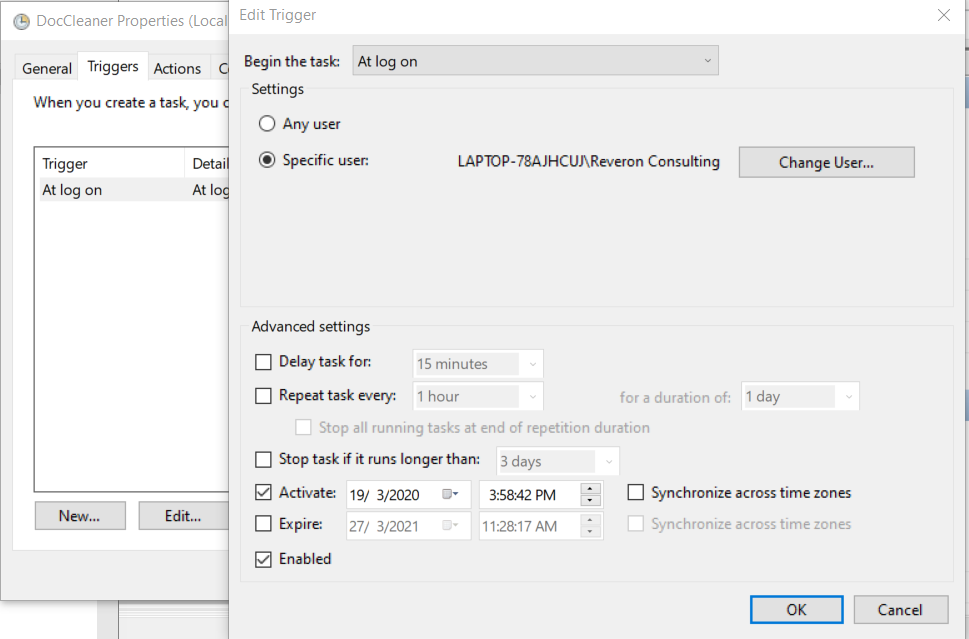 DocCleaner Properties (Local
General
Triggers
Actions
When you create a task, you c
Trigger
Detail
At log on
At log
New...
Edit...
Edit Trigger
Begin the task:
At log on
Settings
Any user
Specific user:
LAPTOP-78AJHCUJ\Reveron Consulting
Change User...
Advanced settings
Delay task for:
15 minutes
Repeat task every:
1 hour
for a duration of:
1 day
Stop all running tasks at end of repetition duration
Stop task if it runs longer than:
3 days
Activate:
19/ 3/2020
3:58:42 PM
Synchronize across time zones
Expire:
27/ 3/2021
11:28:17 AM
Synchronize across time zones
Enabled
OK
Cancel